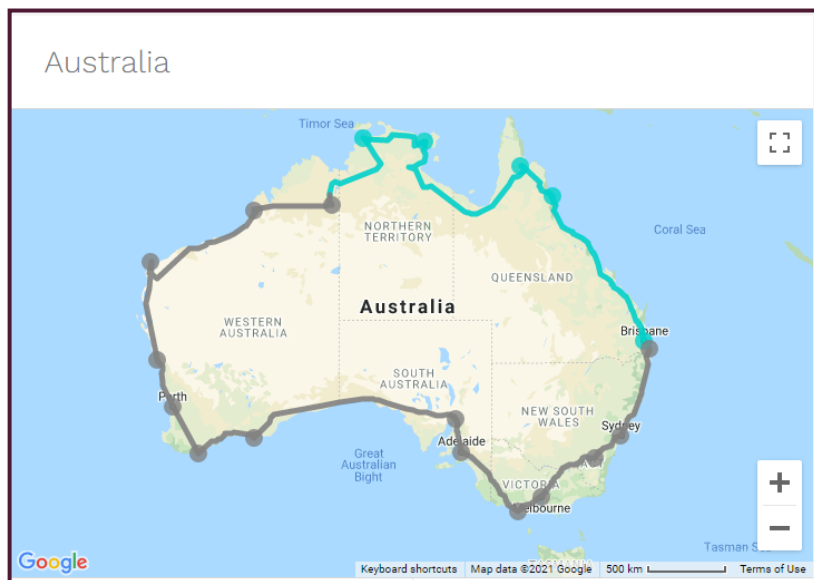 Australia
Timor Sea
NORTHERN
TERRITORY
Coral Sea
QUEENSLAND
Australia
WESTERN
AUSTRALIA
Brisbane
SOUTH
AUSTRALIA
Perth
NEW SOUTH
WALES
Sydney
Adelaide
Great
Australian
Bight
VICTORIA
Melbourne
Tasman Sea
Google
Keyboard shortcuts
Map data ©2021 Google
500 km
Terms of Use